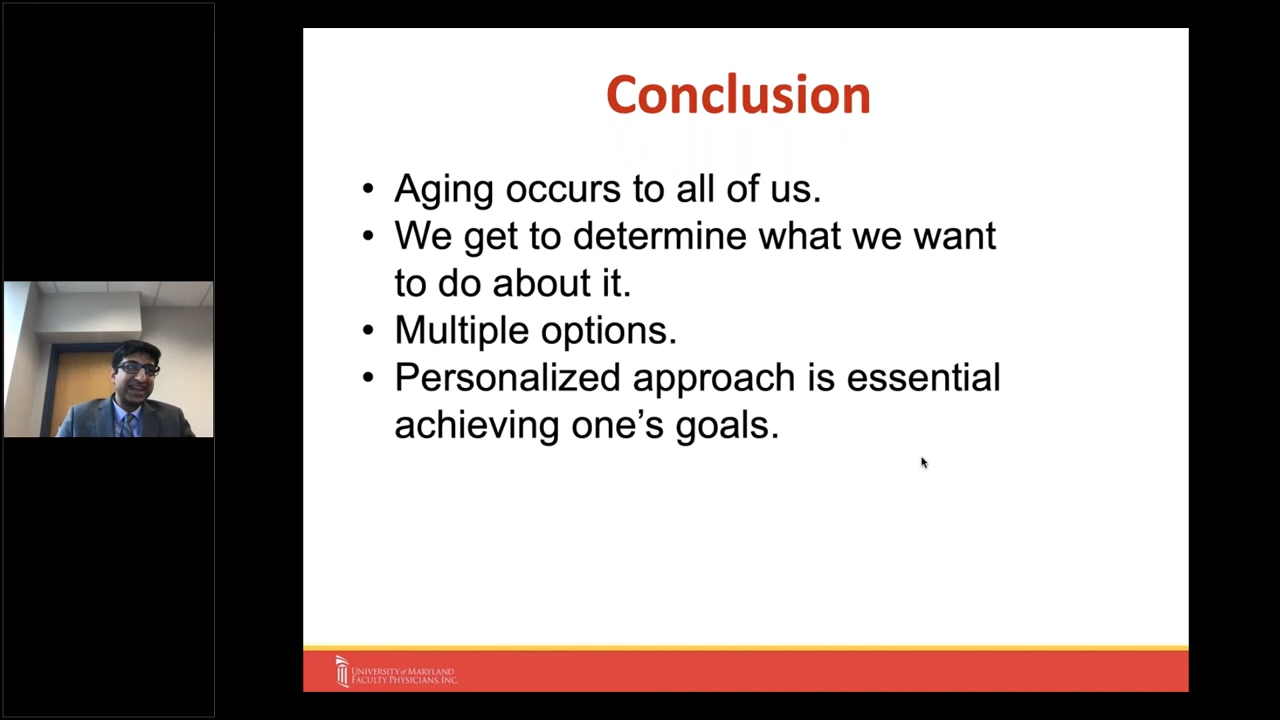 Conclusion
• Aging occurs to all of us.
• We get to determine what we want
to do about it.
• Multiple options.
• Personalized approach is essential
achieving one’s goals.
UNIVERSITY of MARYLAND
FACULTY PHYSICIANS, INC.